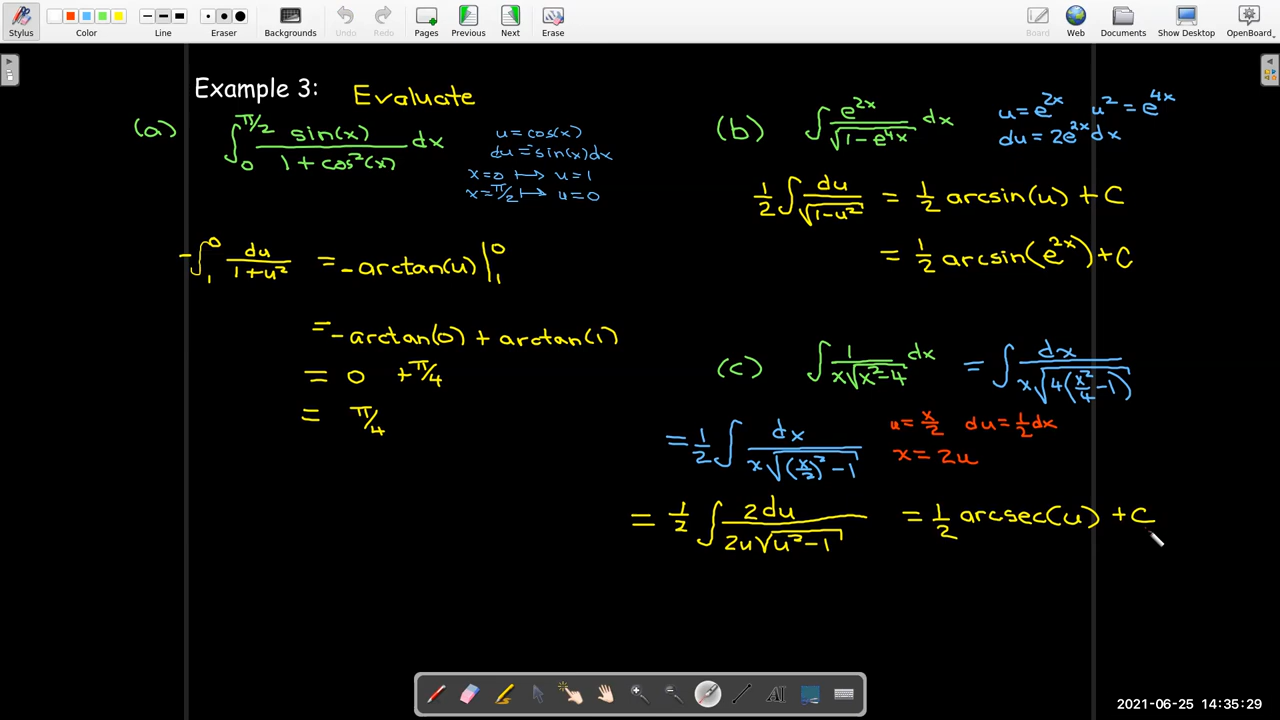 Stylus Color Line Eraser Backgrounds Undo Redo Pages Previous Next Erase Board Web Documents Show Desktop OpenBoard
Example 3: Evaluate
(a) ∫₀^{π/2} sin(x)/(1 + cos²(x)) dx
u = cos(x)
du = -sin(x)dx
x=0 ↦ u=1
x=π/2 ↦ u=0
-∫₁⁰ du/(1+u²) = -arctan(u)|₁⁰
= -arctan(0) + arctan(1)
= 0 + π/4
= π/4
(b) ∫ e^{2x}/√(1-e^{4x}) dx
u = e^{2x} u² = e^{4x}
du = 2e^{2x}dx
1/2 ∫ du/√(1-u²) = 1/2 arcsin(u) + C
= 1/2 arcsin(e^{2x}) + C
(c) ∫ 1/(x√(x²-4)) dx = ∫ dx/(x√(4(x²/4 -1)))
= 1/2 ∫ dx/(x√((x/2)² -1))
u = x/2 du = 1/2 dx
x = 2u
= 1/2 ∫ 2du/(2u√(u²-1)) = 1/2 arcsec(u) + C
AI
2021-06-25 14:35:29